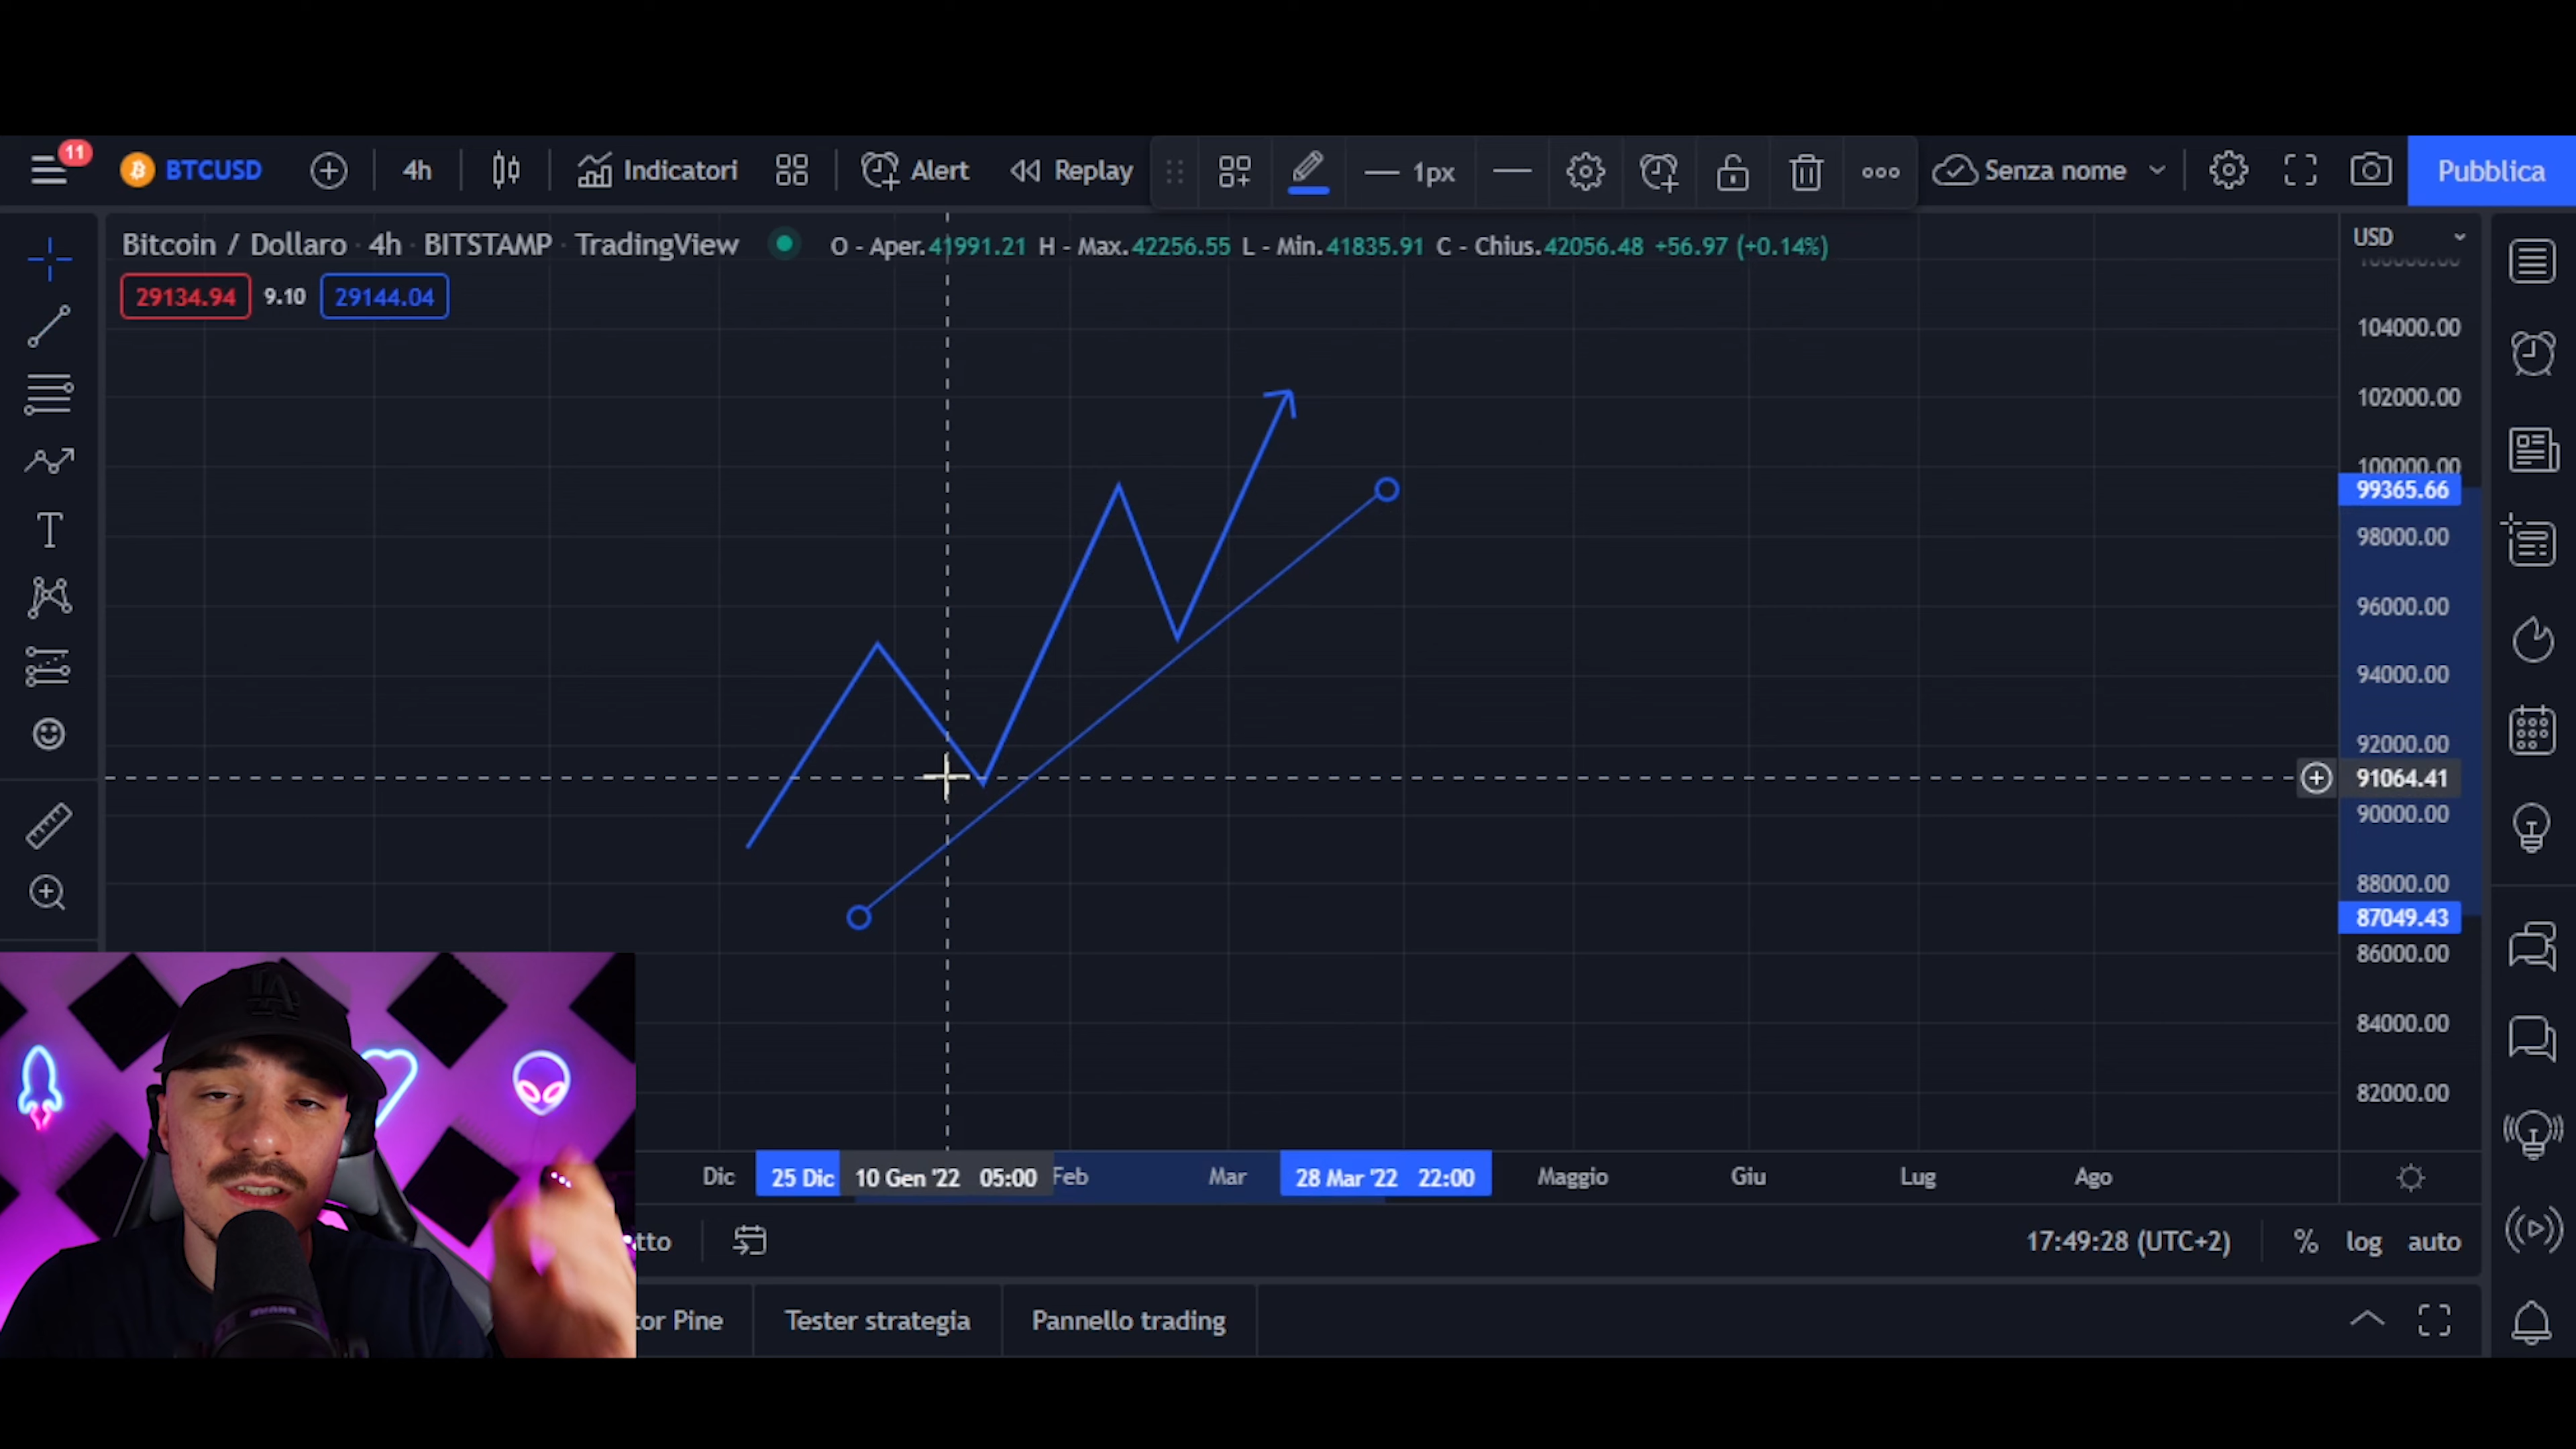 11
BTCUSD 4h Indicatori Alert Replay 1px Senza nome Pubblica
Bitcoin / Dollaro · 4h · BITSTAMP · TradingView O - Aper.41991.21 H - Max.42256.55 L - Min.41835.91 C - Chius.42056.48 +56.97 (+0.14%) USD
29134.94 9.10 29144.04
104000.00
102000.00
100000.00
99365.66
98000.00
96000.00
94000.00
92000.00
91064.41
90000.00
88000.00
87049.43
86000.00
84000.00
82000.00
LA
Dic 25 Dic 10 Gen '22 05:00 Feb Mar 28 Mar '22 22:00 Maggio Giu Lug Ago
tto 17:49:28 (UTC+2) % log auto
tor Pine Tester strategia Pannello trading